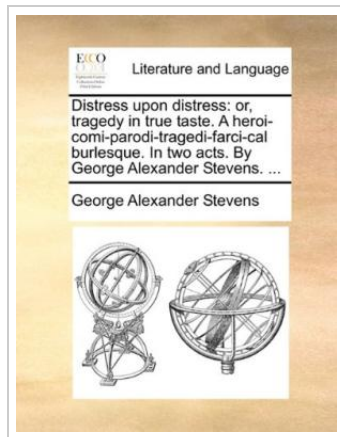 ECCO
Literature and Language
Distress upon distress: or,
tragedy in true taste. A heroi-
comi-parodi-tragedi-farci-cal
burlesque. In two acts. By
George Alexander Stevens. ...
George Alexander Stevens